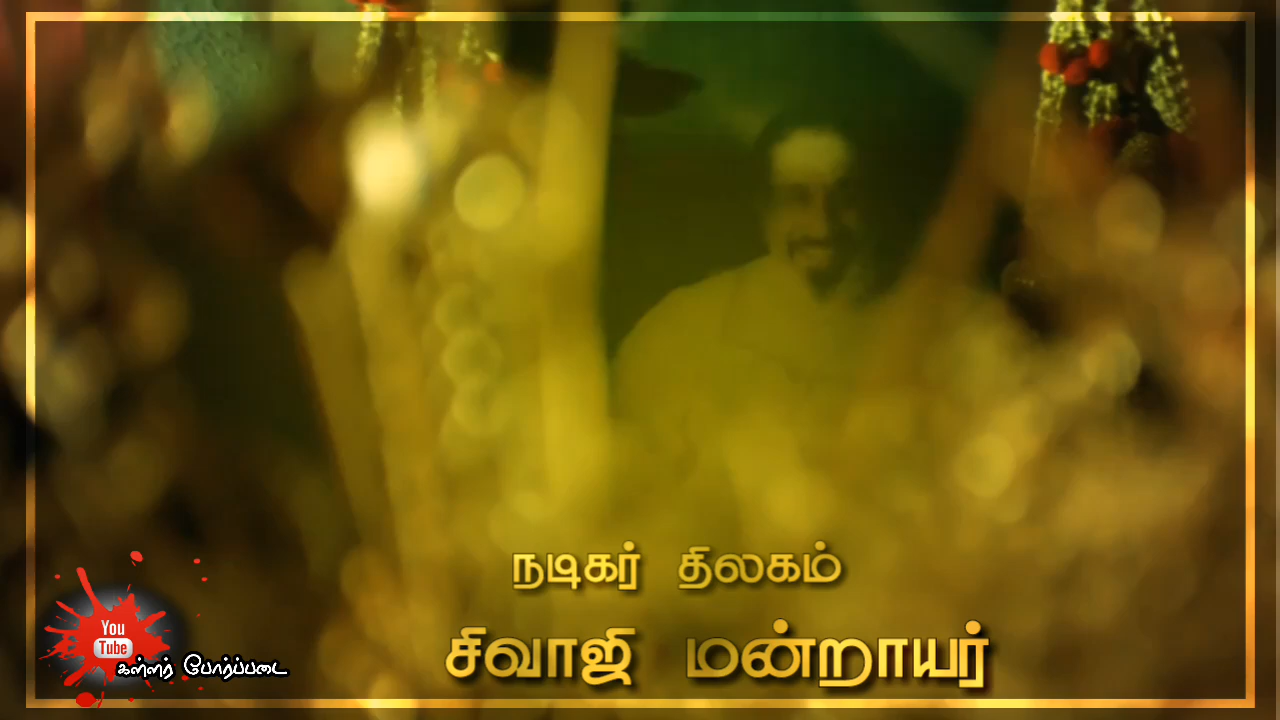 நடிகர் திலகம்
சிவாஜி மன்றாயர்
You
Tube
கள்ளர் போர்ப்படை